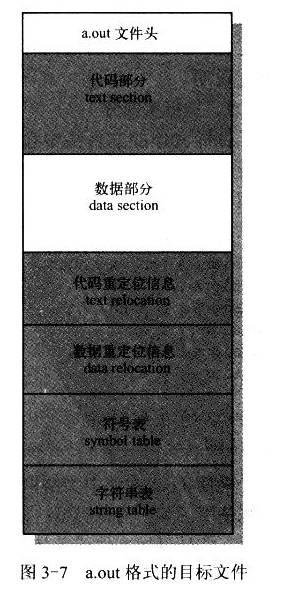 a.out 文件头
代码部分
text section
数据部分
data section
代码重定位信息
text relocation
数据重定位信息
data relocation
符号表
symbol table
字符串表
string table
图 3-7 a.out 格式的目标文件